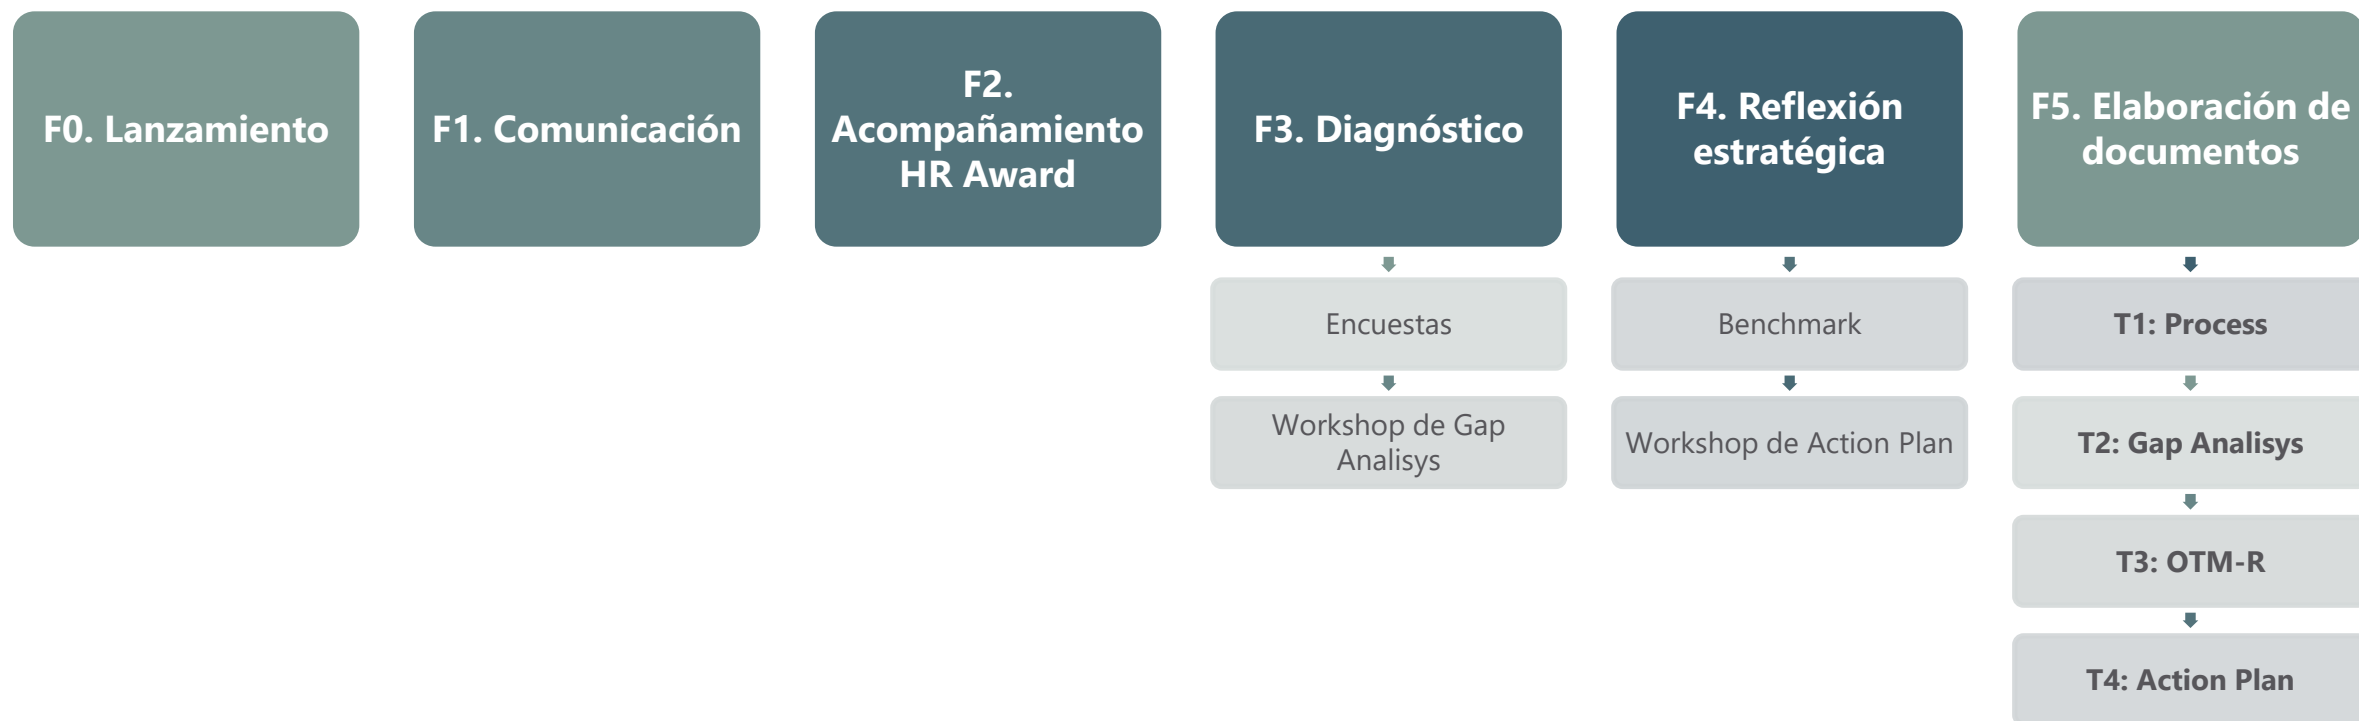 F0. Lanzamiento
F1. Comunicación
F2.
Acompañamiento
HR Award
F3. Diagnóstico
Encuestas
Workshop de Gap
Analisys
F4. Reflexión
estratégica
Benchmark
Workshop de Action Plan
F5. Elaboración de
documentos
T1: Process
T2: Gap Analisys
T3: OTM-R
T4: Action Plan